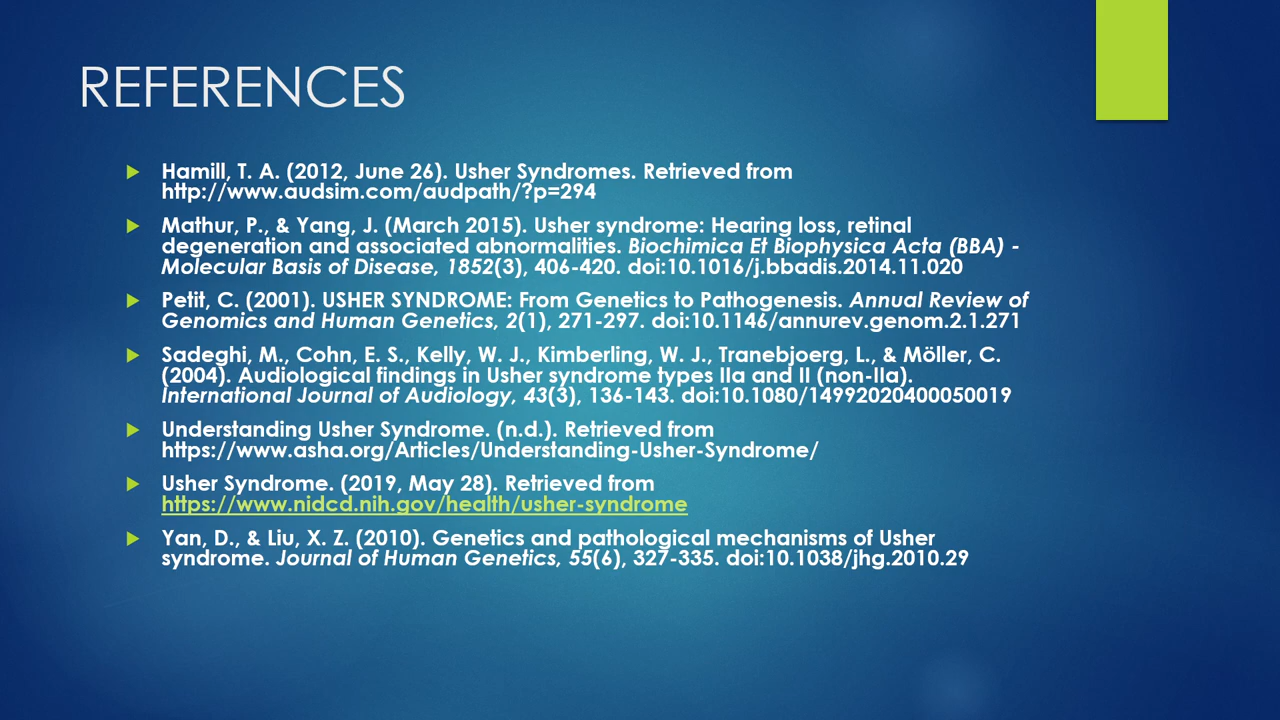 REFERENCES
Hamill, T. A. (2012, June 26). Usher Syndromes. Retrieved from
http://www.audsim.com/audpath/?p=294
Mathur, P., & Yang, J. (March 2015). Usher syndrome: Hearing loss, retinal
degeneration and associated abnormalities. Biochimica Et Biophysica Acta (BBA) -
Molecular Basis of Disease, 1852(3), 406-420. doi:10.1016/j.bbadis.2014.11.020
Petit, C. (2001). USHER SYNDROME: From Genetics to Pathogenesis. Annual Review of
Genomics and Human Genetics, 2(1), 271-297. doi:10.1146/annurev.genom.2.1.271
Sadeghi, M., Cohn, E. S., Kelly, W. J., Kimberling, W. J., Tranebjoerg, L., & Möller, C.
(2004). Audiological findings in Usher syndrome types IIa and II (non-IIa).
International Journal of Audiology, 43(3), 136-143. doi:10.1080/14992020400050019
Understanding Usher Syndrome. (n.d.). Retrieved from
https://www.asha.org/Articles/Understanding-Usher-Syndrome/
Usher Syndrome. (2019, May 28). Retrieved from
https://www.nidcd.nih.gov/health/usher-syndrome
Yan, D., & Liu, X. Z. (2010). Genetics and pathological mechanisms of Usher
syndrome. Journal of Human Genetics, 55(6), 327-335. doi:10.1038/jhg.2010.29